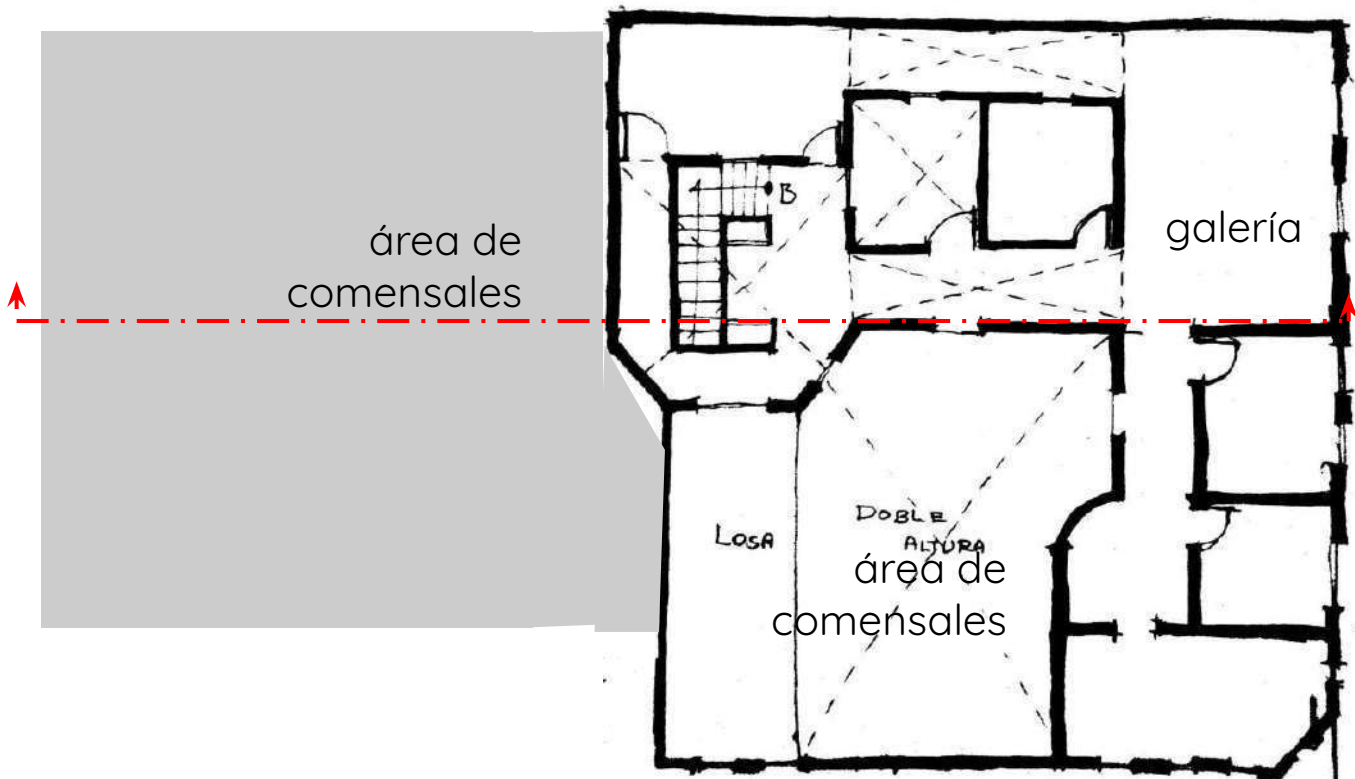 B
área de
comensales
galería
LOSA
DOBLE
ALTURA
área de
comensales